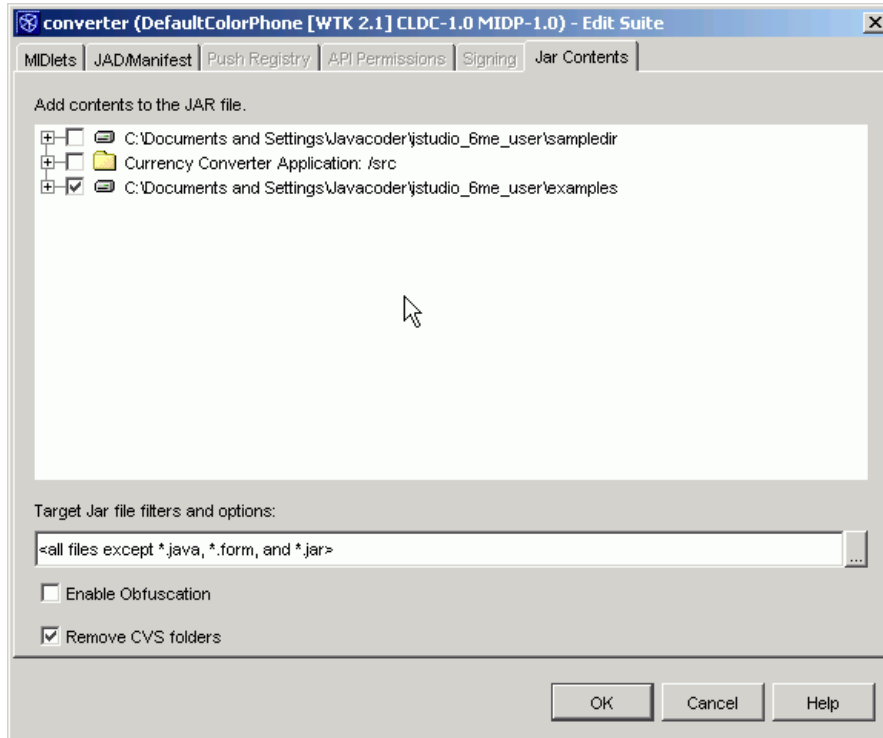 converter (DefaultColorPhone [WTK 2.1] CLDC-1.0 MIDP-1.0) - Edit Suite
MIDlets JAD/Manifest Push Registry API Permissions Signing Jar Contents
Add contents to the JAR file.
C:\Documents and Settings\Javacoder\jstudio_6me_user\sampledir
Currency Converter Application: /src
C:\Documents and Settings\Javacoder\jstudio_6me_user\examples
Target Jar file filters and options:
<all files except *.java, *.form, and *.jar>
...
Enable Obfuscation
Remove CVS folders
OK Cancel Help